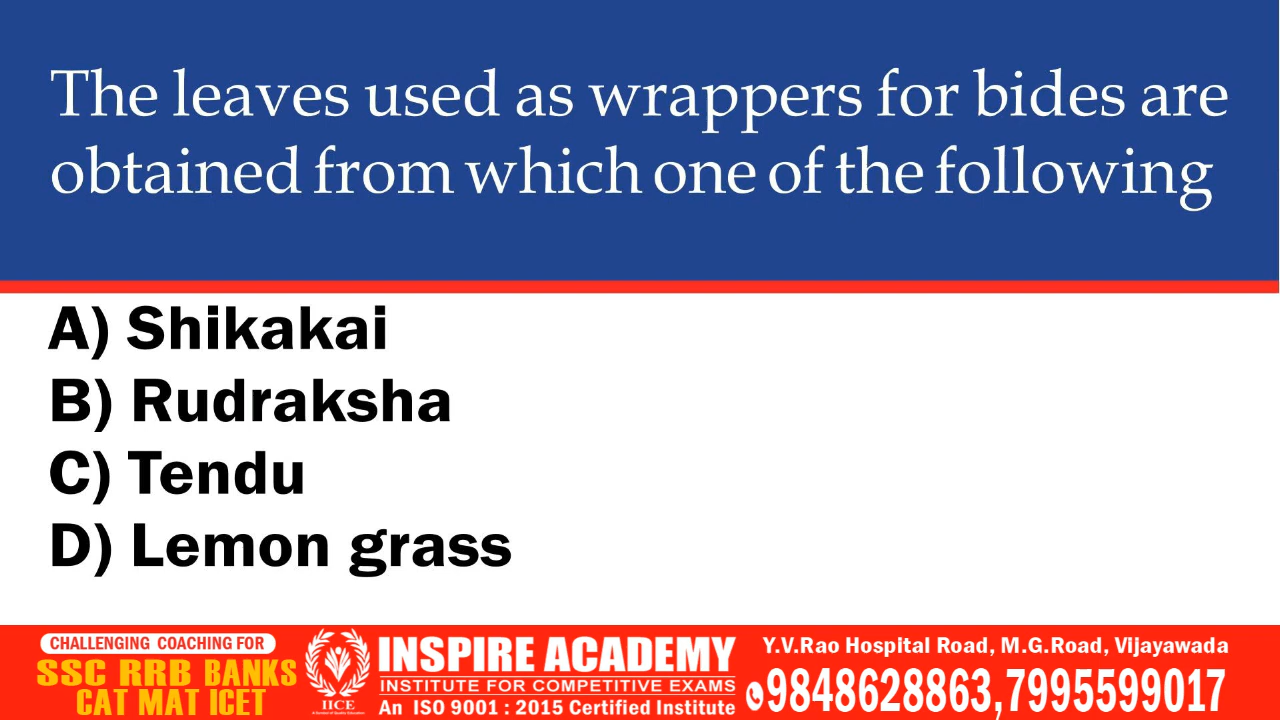 The leaves used as wrappers for bides are
obtained from which one of the following
A) Shikakai
B) Rudraksha
C) Tendu
D) Lemon grass
CHALLENGING COACHING FOR
SSC RRB BANKS
CAT MAT ICET
IICE
INSPIRE ACADEMY
INSTITUTE FOR COMPETITIVE EXAMS
An ISO 9001 : 2015 Certified Institute
Y.V.Rao Hospital Road, M.G.Road, Vijayawada
9848628863,7995599017